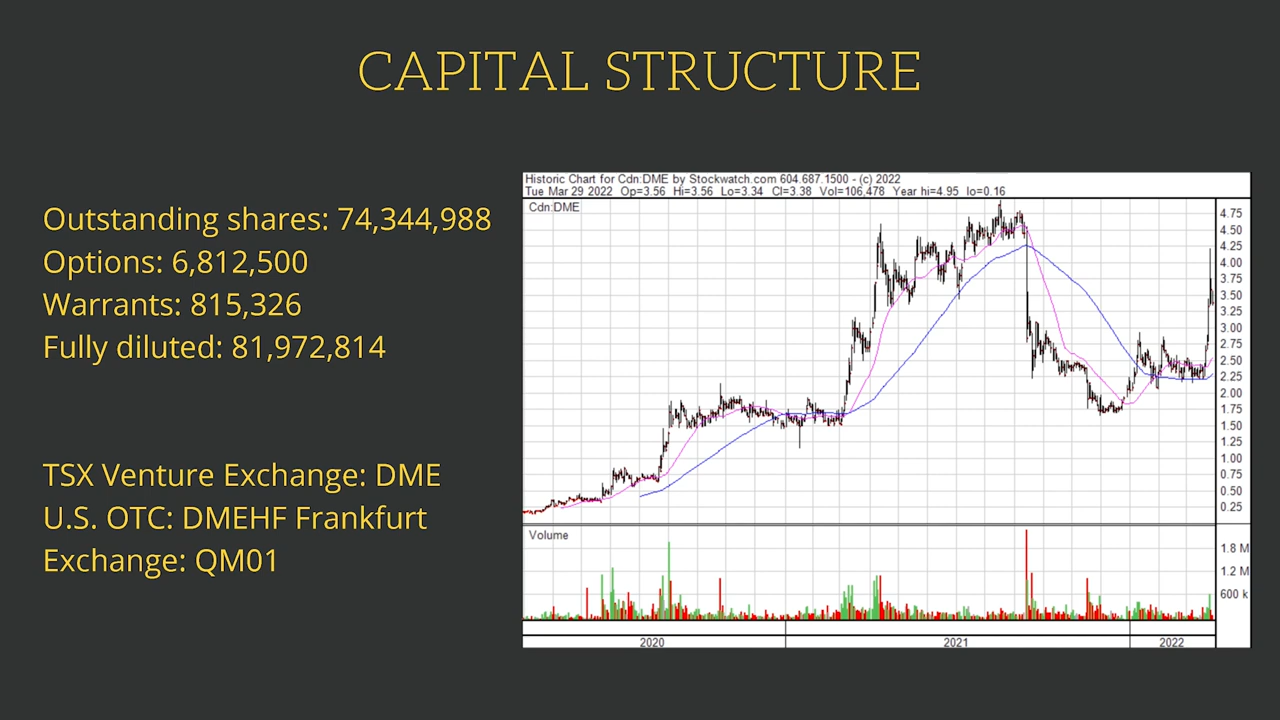 CAPITAL STRUCTURE
Outstanding shares: 74,344,988
Options: 6,812,500
Warrants: 815,326
Fully diluted: 81,972,814
TSX Venture Exchange: DME
U.S. OTC: DMEHF Frankfurt
Exchange: QM01
Historic Chart for Cdn:DME by Stockwatch.com 604.687.1500 - (c) 2022
Tue Mar 29 2022 Op=3.56 Hi=3.56 Lo=3.34 Cl=3.38 Vol=106,478 Year hi=4.95 lo=0.16
Cdn:DME
4.75
4.50
4.25
4.00
3.75
3.50
3.25
3.00
2.75
2.50
2.25
2.00
1.75
1.50
1.25
1.00
0.75
0.50
0.25
Volume
1.8 M
1.2 M
600 k
2020 2021 2022